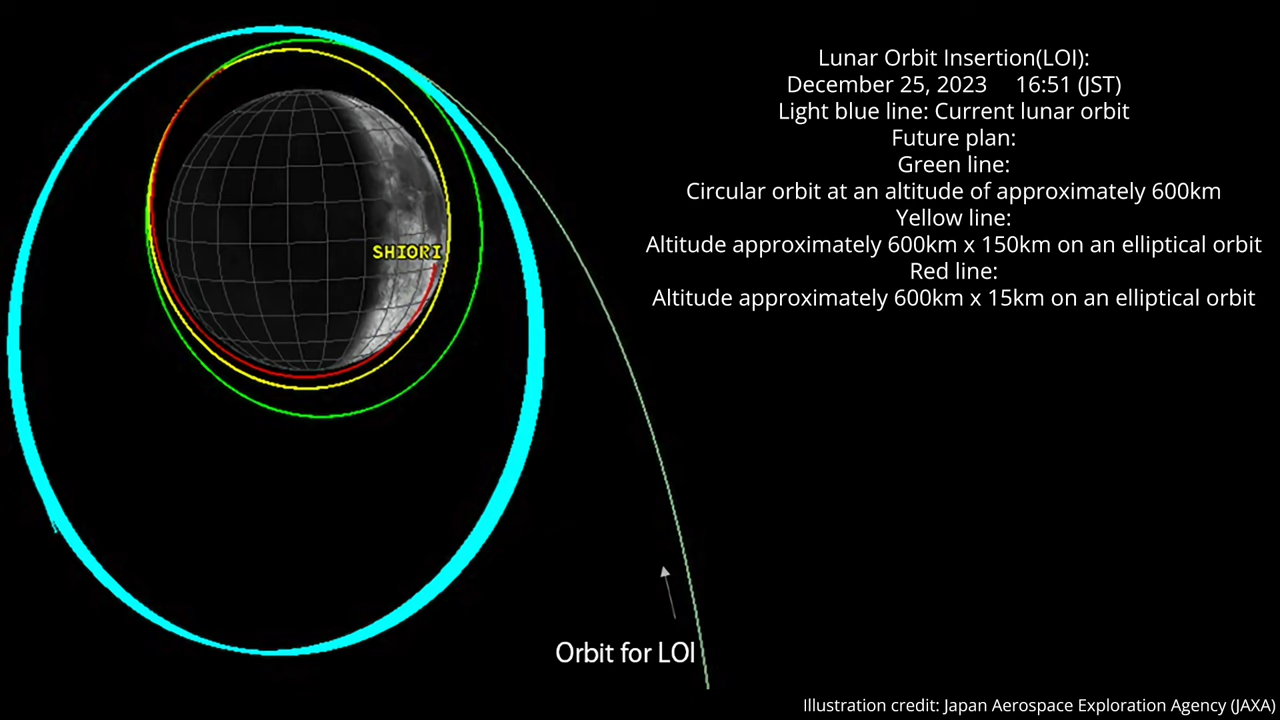 Lunar Orbit Insertion(LOI):
December 25, 2023 16:51 (JST)
Light blue line: Current lunar orbit
Future plan:
Green line:
Circular orbit at an altitude of approximately 600km
Yellow line:
Altitude approximately 600km x 150km on an elliptical orbit
Red line:
Altitude approximately 600km x 15km on an elliptical orbit
SHIORI
Orbit for LOI
Illustration credit: Japan Aerospace Exploration Agency (JAXA)